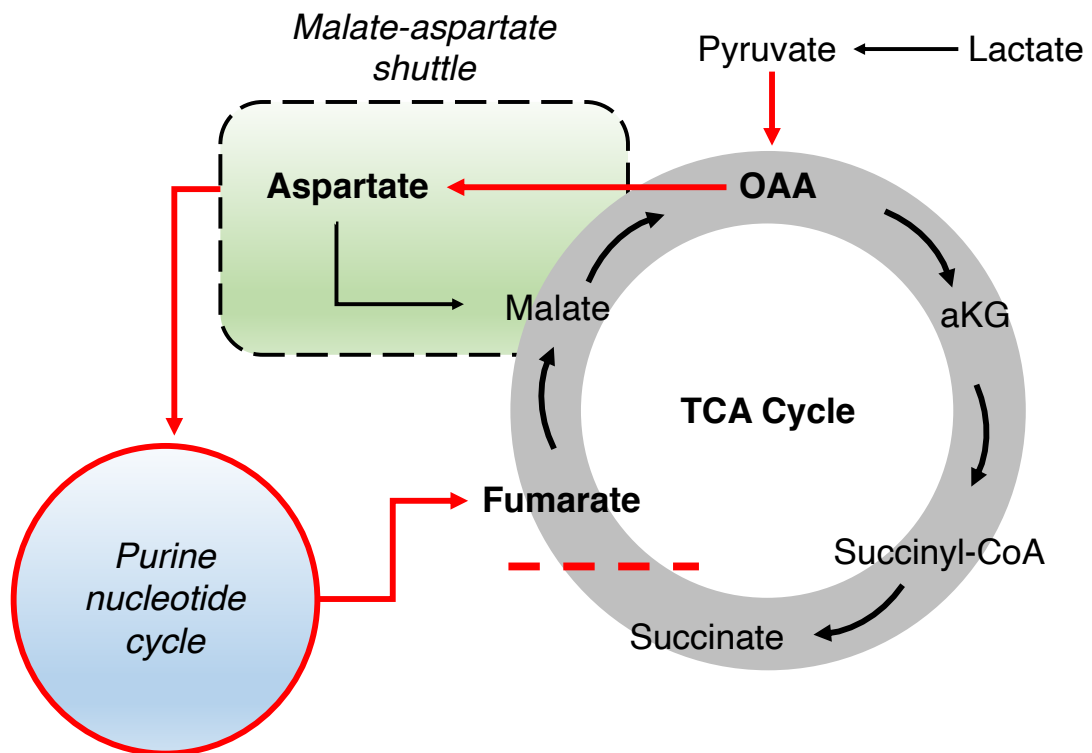 Malate-aspartate
shuttle
Pyruvate
Lactate
Aspartate
OAA
Malate
aKG
TCA Cycle
Fumarate
Succinyl-CoA
Succinate
Purine
nucleotide
cycle